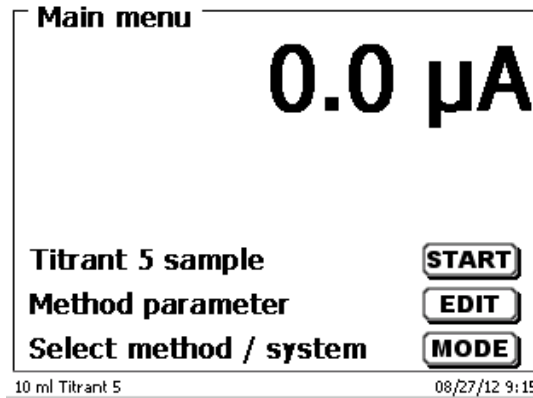 Main menu
0.0 µA
Titrant 5 sample START
Method parameter EDIT
Select method / system MODE
10 ml Titrant 5 08/27/12 9:15